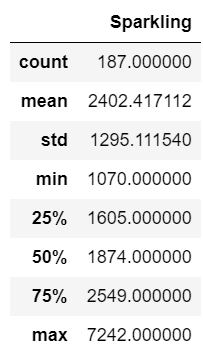 Sparkling
count 187.000000
mean 2402.417112
std 1295.111540
min 1070.000000
25% 1605.000000
50% 1874.000000
75% 2549.000000
max 7242.000000